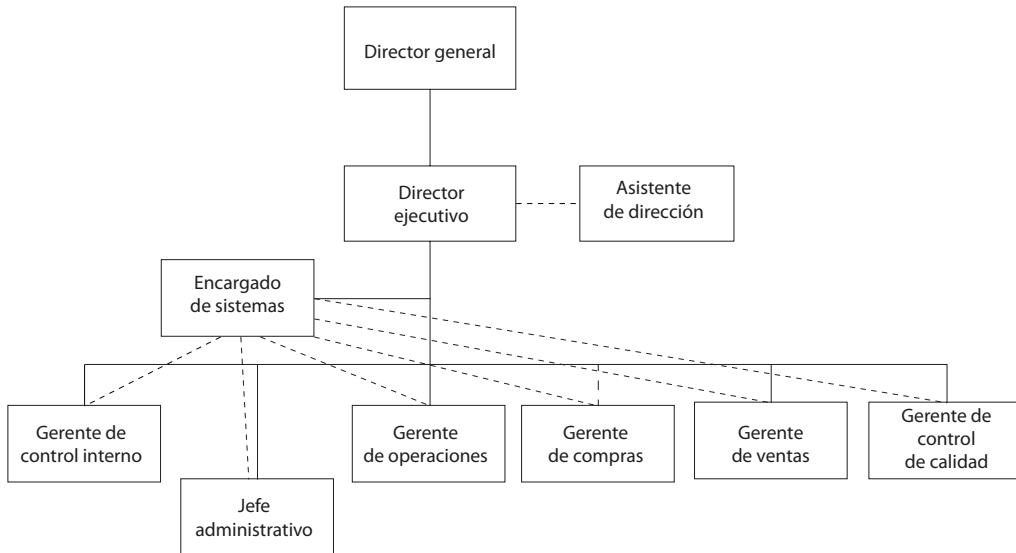 Director general
Director
ejecutivo
Asistente
de dirección
Encargado
de sistemas
Gerente de
control interno
Jefe
administrativo
Gerente
de operaciones
Gerente
de compras
Gerente
de ventas
Gerente de
control
de calidad